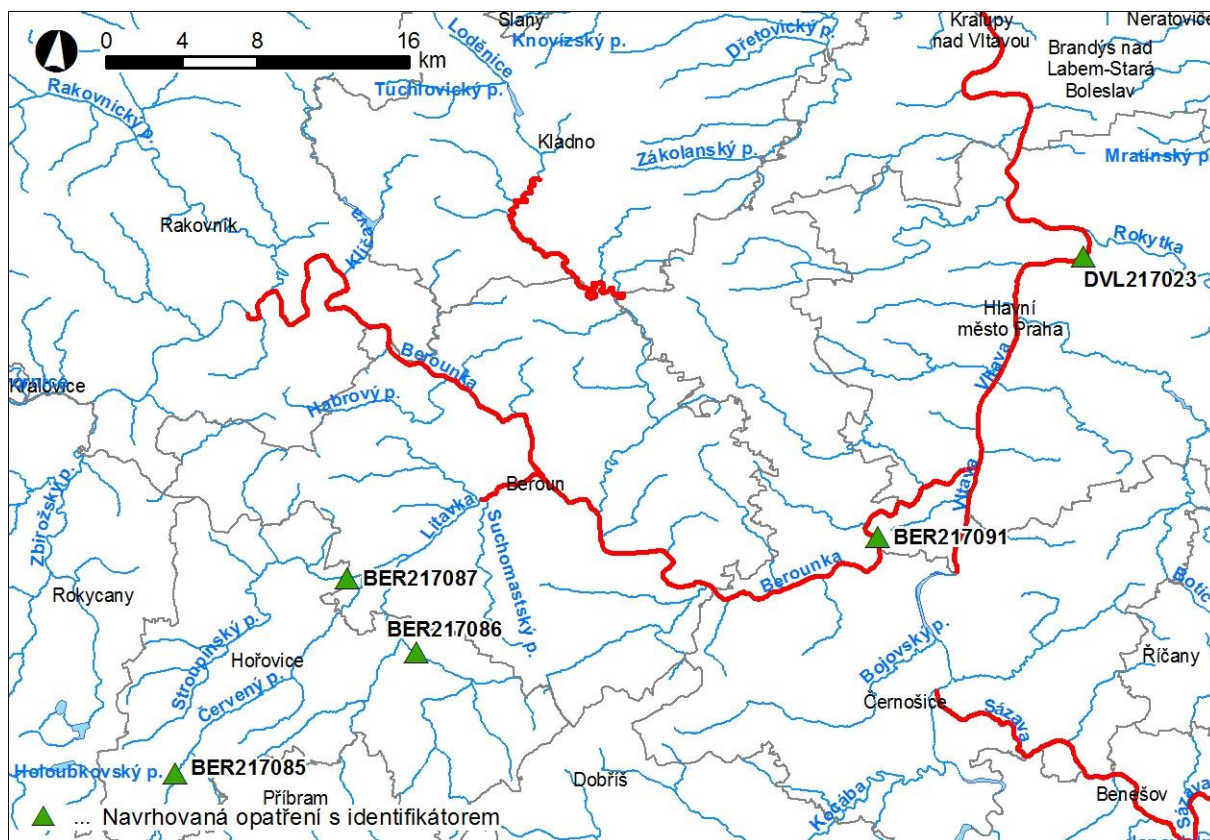 Slaný
Kralupy
nad Vltavou
Neratovice
0 4 8 16
km
Loděnice
Knovízský p.
Dřetovický p.
Brandýs nad
Labem-Stará
Boleslav
Rakovnický p.
Tuchlovický p.
Kladno
Zákolanský p.
Mratínský p.
Rakovník
Klíčava
Rokytka
DVL217023
Hlavní
město Praha
Kralovice
Berounka
Vltava
Habrový p.
Zbirožský p.
Beroun
Vltava
Litavka
Suchomastský p.
BER217091
BER217087
Berounka
Rokycany
Botič
BER217086
Stroupinský p.
Hořovice
Bojovský p.
Říčany
Červený p.
Černošice
Sázava
Holoubkovský p.
BER217085
Příbram
Dobříš
Kocába
Benešov
Sázava
... Navrhovaná opatření s identifikátorem